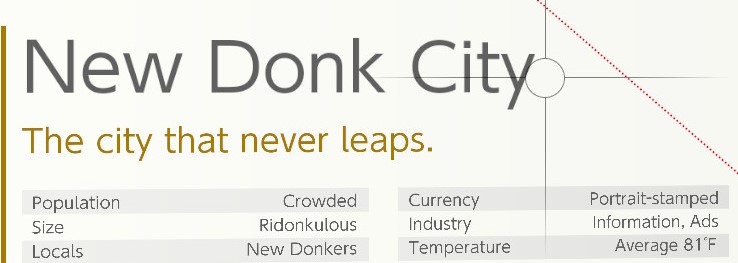 New Donk City
The city that never leaps.
Population Crowded
Size Ridonkulous
Locals New Donkers
Currency Portrait-stamped
Industry Information, Ads
Temperature Average 81°F